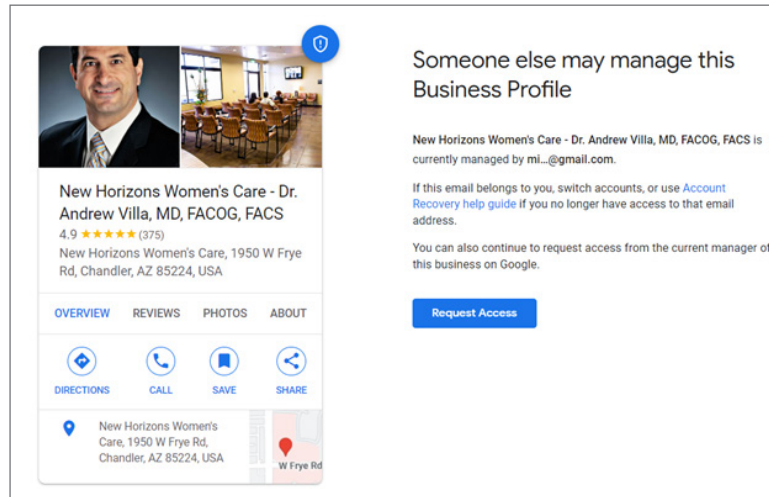 New Horizons Women's Care - Dr.
Andrew Villa, MD, FACOG, FACS
4.9 ★★★★★ (375)
New Horizons Women's Care, 1950 W Frye
Rd, Chandler, AZ 85224, USA
OVERVIEW REVIEWS PHOTOS ABOUT
DIRECTIONS CALL SAVE SHARE
New Horizons Women's
Care, 1950 W Frye Rd,
Chandler, AZ 85224, USA
W Frye Rd
Someone else may manage this
Business Profile
New Horizons Women's Care - Dr. Andrew Villa, MD, FACOG, FACS is
currently managed by mi...@gmail.com.
If this email belongs to you, switch accounts, or use Account
Recovery help guide if you no longer have access to that email
address.
You can also continue to request access from the current manager of
this business on Google.
Request Access